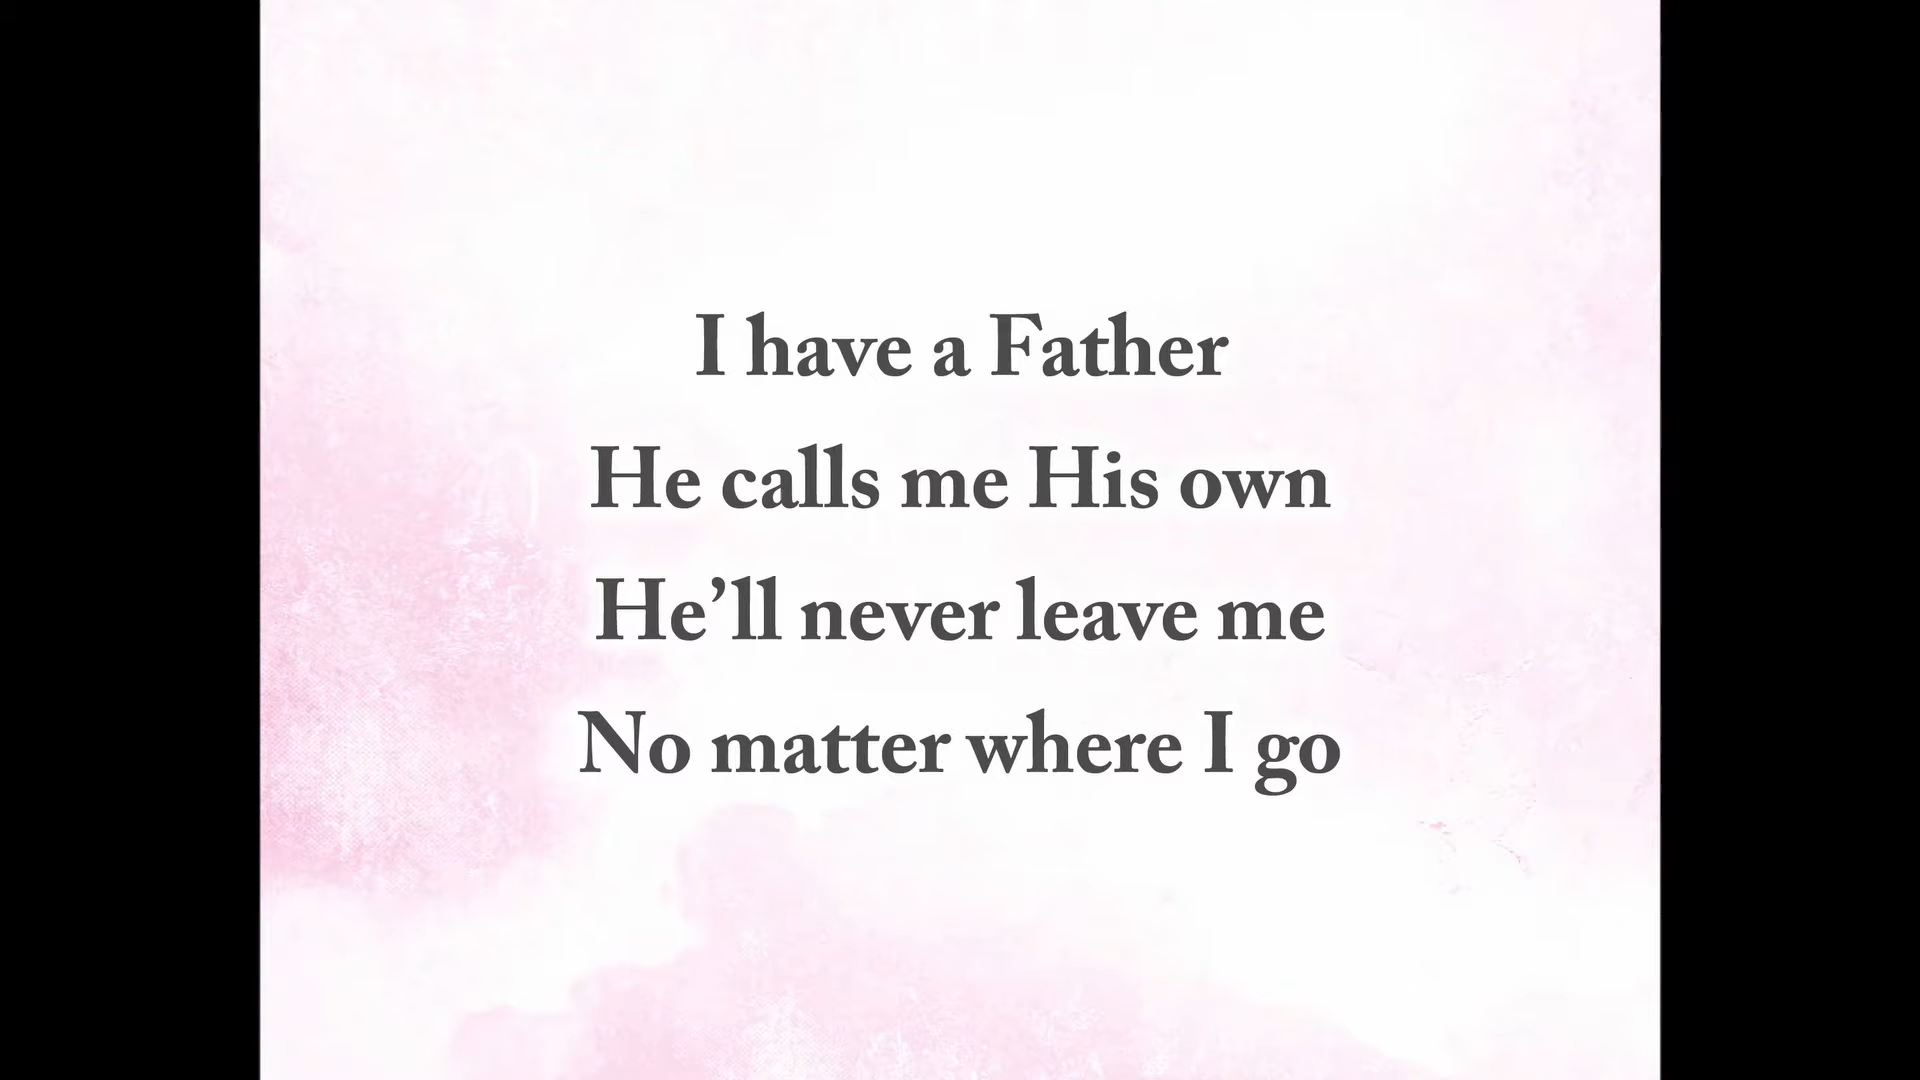 I have a Father
He calls me His own
He’ll never leave me
No matter where I go